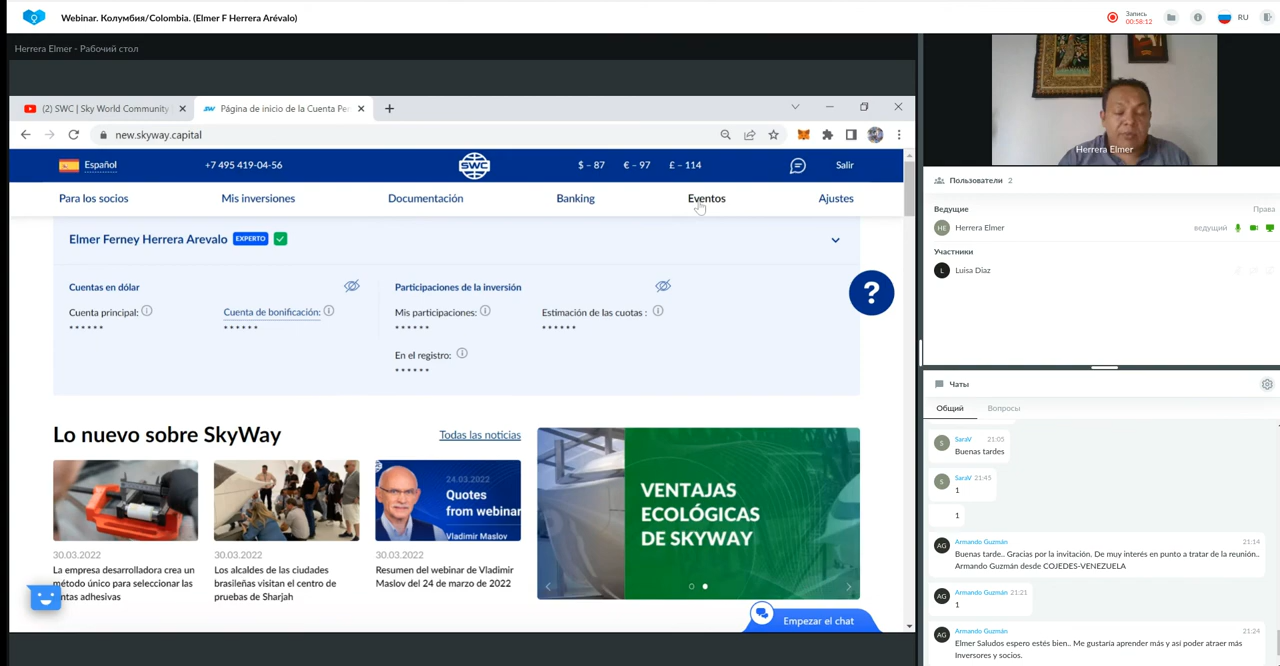 Webinar. Колумбия/Colombia. (Elmer F Herrera Arévalo)
Запись
00:58:12
RU
Herrera Elmer - Рабочий стол
(2) SWC | Sky World Community
Página de inicio de la Cuenta Pe
new.skyway.capital
Español
+7 495 419-04-56
SWC
$ – 87
€ – 97
£ – 114
Salir
Para los socios
Mis inversiones
Documentación
Banking
Eventos
Ajustes
Elmer Ferney Herrera Arevalo
EXPERTO
Cuentas en dólar
Cuenta principal:
******
Cuenta de bonificación:
******
Participaciones de la inversión
Mis participaciones:
******
Estimación de las cuotas :
******
En el registro:
******
?
Lo nuevo sobre SkyWay
Todas las noticias
30.03.2022
La empresa desarrolladora crea un
método único para seleccionar las
ntas adhesivas
30.03.2022
Los alcaldes de las ciudades
brasileñas visitan el centro de
pruebas de Sharjah
24.03.2022
Quotes
from webinar
Vladimir Maslov
30.03.2022
Resumen del webinar de Vladimir
Maslov del 24 de marzo de 2022
VENTAJAS
ECOLÓGICAS
DE SKYWAY
Empezar el chat
Herrera Elmer
Пользователи 2
Ведущие
Права
HE
Herrera Elmer
ведущий
Участники
L
Luisa Diaz
Чаты
Общий
Вопросы
S
SaraV 21:05
Buenas tardes
S
SaraV 21:45
1
1
AG
Armando Guzmán 21:14
Buenas tarde.. Gracias por la invitación. De muy interés en punto a tratar de la reunión..
Armando Guzmán desde COJEDES-VENEZUELA
AG
Armando Guzmán 21:21
1
AG
Armando Guzmán 21:24
Elmer Saludos espero estés bien.. Me gustaría aprender más y así poder atraer más
Inversores y socios.